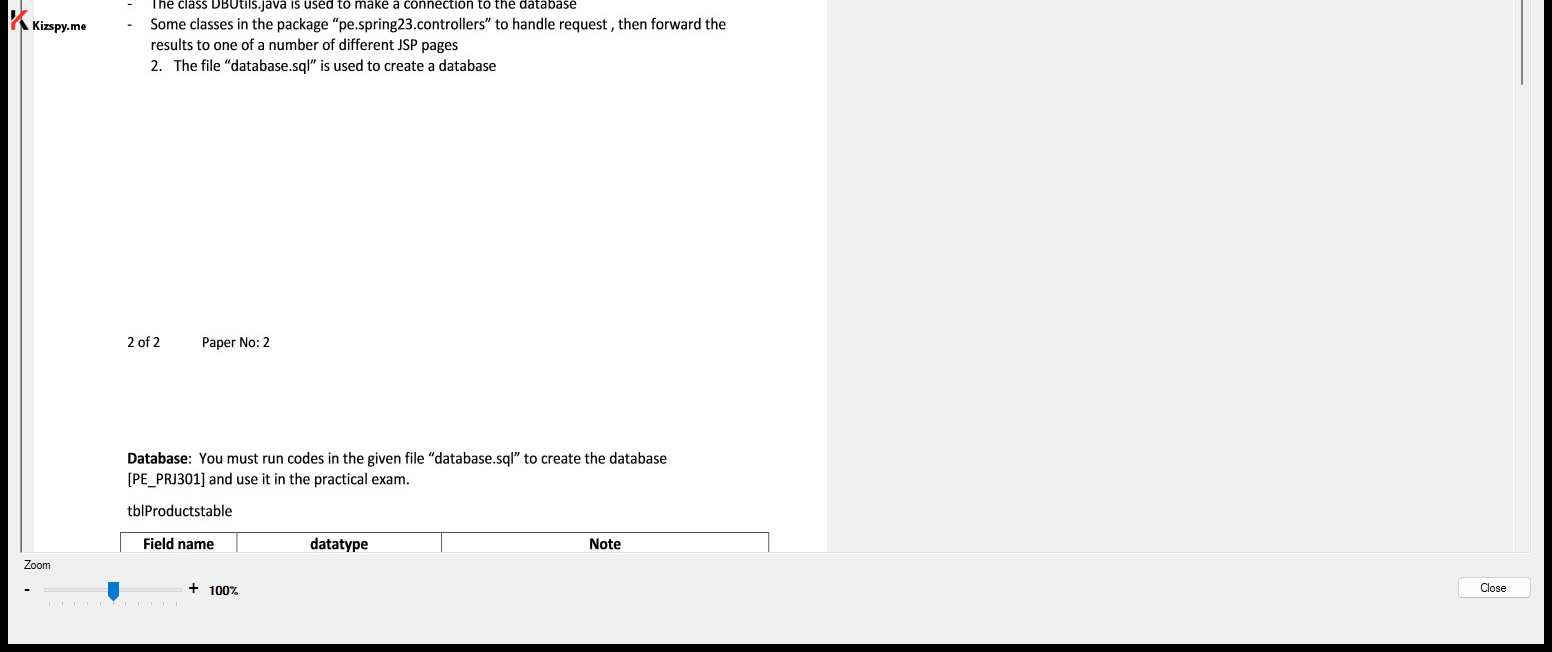 - The class DBUtils.java is used to make a connection to the database
Kizspy.me
- Some classes in the package “pe.spring23.controllers” to handle request , then forward the
results to one of a number of different JSP pages
2. The file “database.sql” is used to create a database
2 of 2 Paper No: 2
Database: You must run codes in the given file “database.sql” to create the database
[PE_PRJ301] and use it in the practical exam.
tblProductstable
Field name datatype Note
Zoom
- + 100%
Close